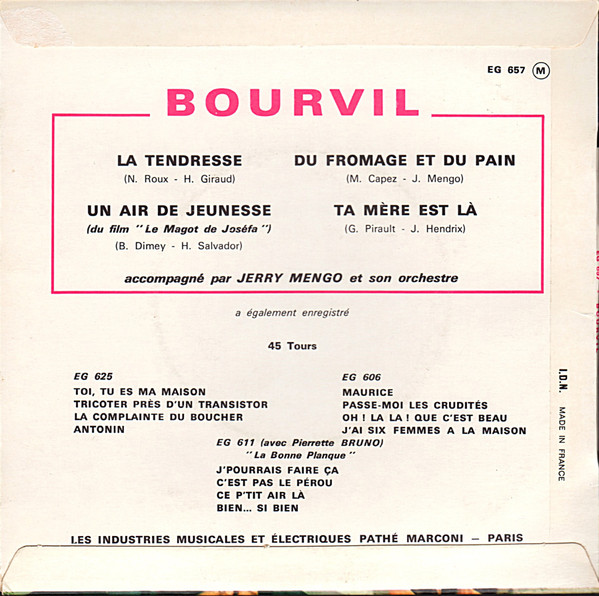 EG 657 M
BOURVIL
LA TENDRESSE
(N. Roux - H. Giraud)
DU FROMAGE ET DU PAIN
(M. Capez - J. Mengo)
UN AIR DE JEUNESSE
(du film "Le Magot de Joséfa")
(B. Dimey - H. Salvador)
TA MÈRE EST LÀ
(G. Pirault - J. Hendrix)
accompagné par JERRY MENGO et son orchestre
a également enregistré
45 Tours
EG 625
TOI, TU ES MA MAISON
TRICOTER PRÈS D'UN TRANSISTOR
LA COMPLAINTE DU BOUCHER
ANTONIN
EG 606
MAURICE
PASSE-MOI LES CRUDITÉS
OH ! LA LA ! QUE C'EST BEAU
J'AI SIX FEMMES A LA MAISON
EG 611 (avec Pierrette BRUNO)
"La Bonne Planque"
J'POURRAIS FAIRE ÇA
C'EST PAS LE PÉROU
CE P'TIT AIR LÀ
BIEN... SI BIEN
LES INDUSTRIES MUSICALES ET ÉLECTRIQUES PATHÉ MARCONI — PARIS
I.D.N. MADE IN FRANCE